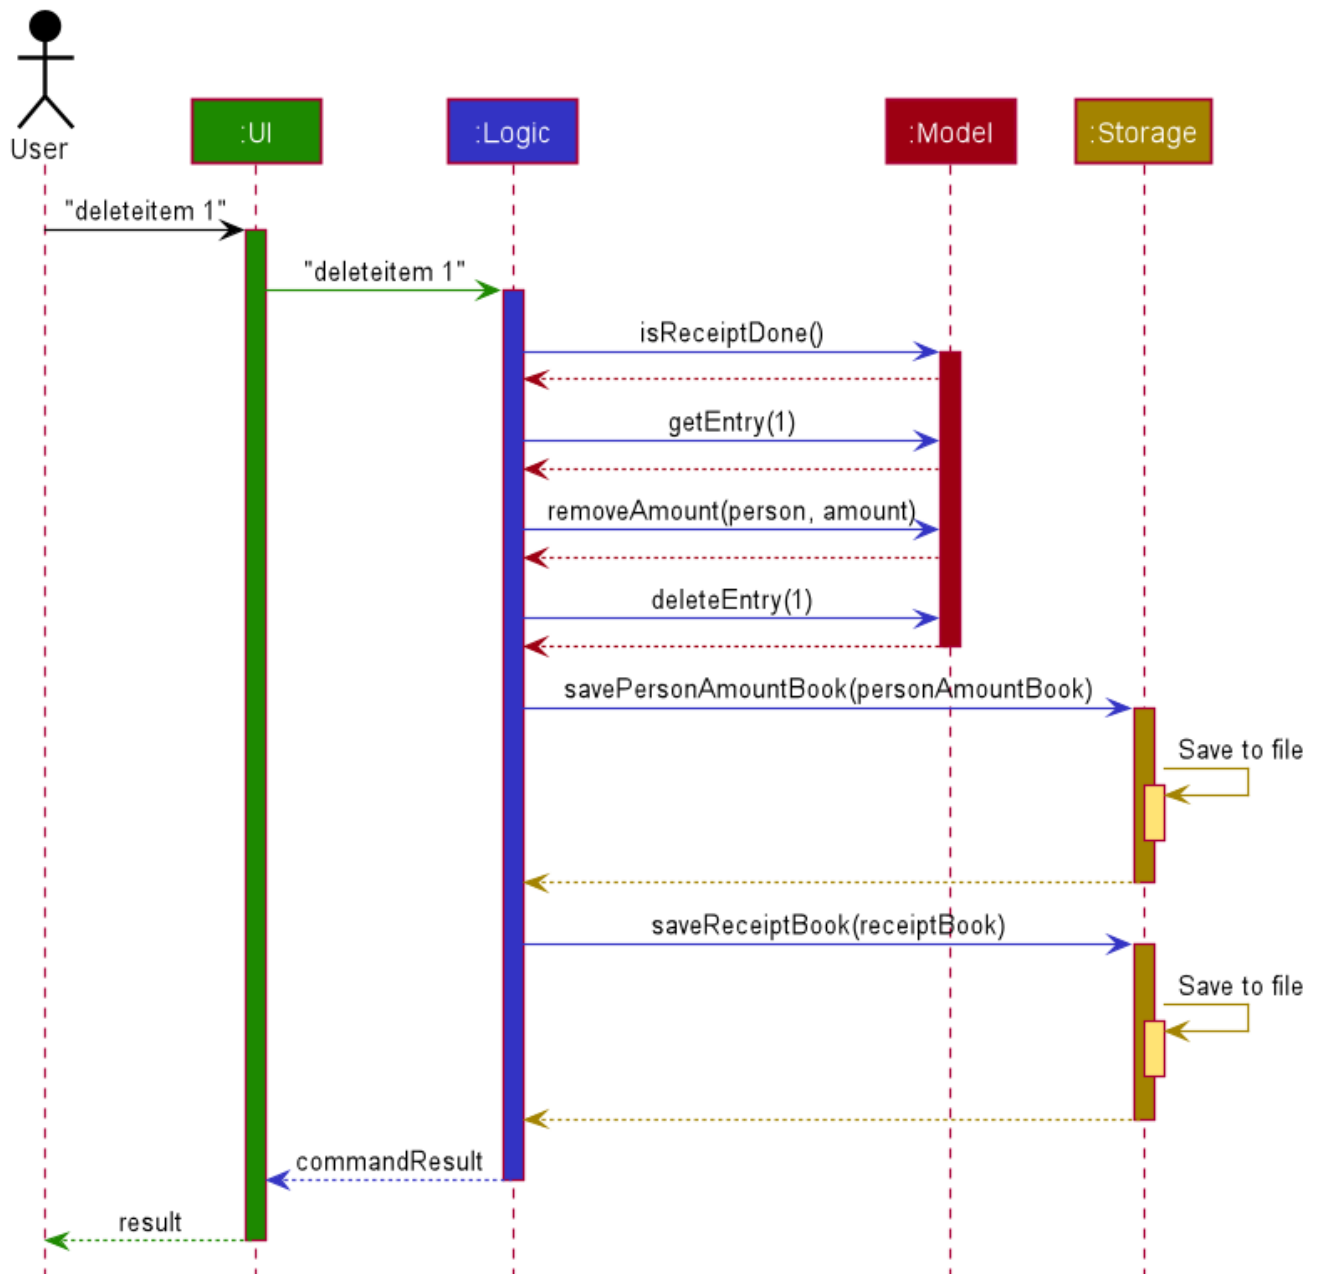 User
:UI
:Logic
:Model
:Storage
"deleteitem 1"
"deleteitem 1"
isReceiptDone()
getEntry(1)
removeAmount(person, amount)
deleteEntry(1)
savePersonAmountBook(personAmountBook)
Save to file
saveReceiptBook(receiptBook)
Save to file
commandResult
result